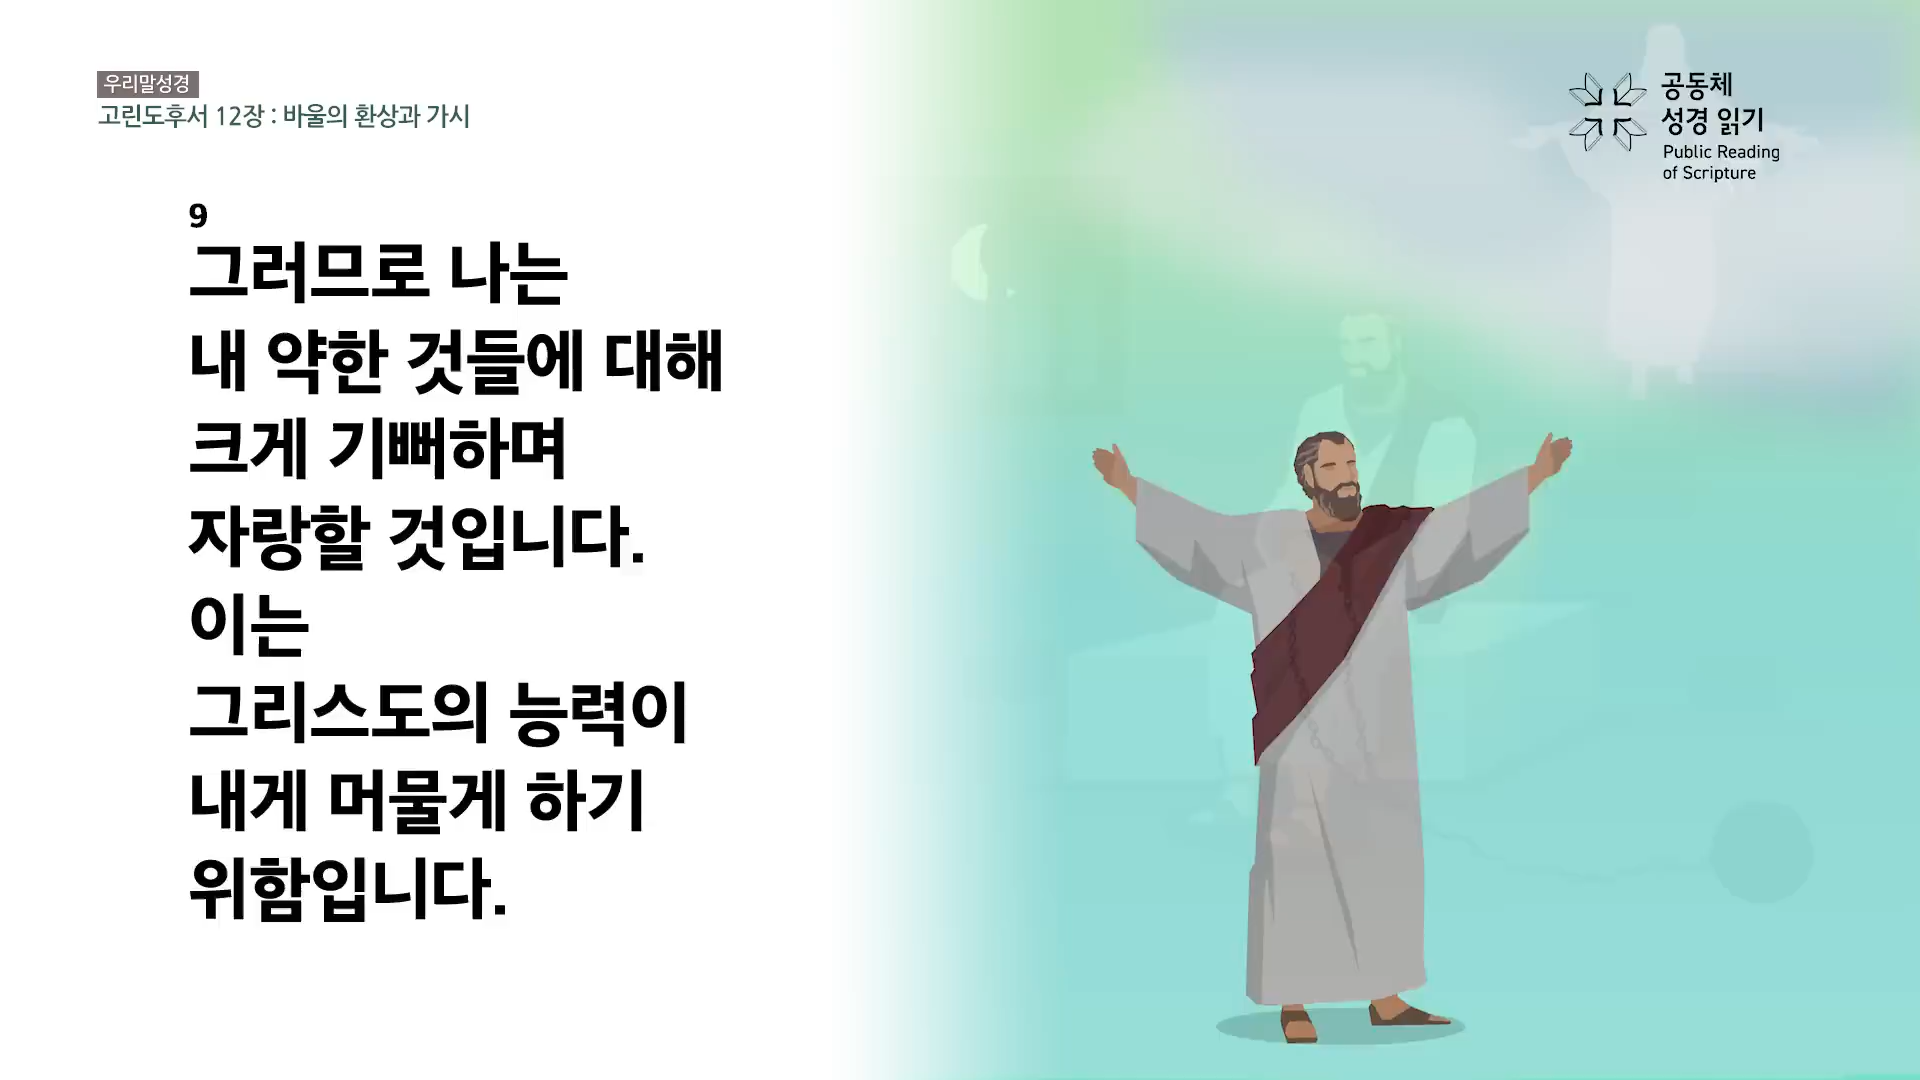 우리말성경
고린도후서 12장 : 바울의 환상과 가시
공동체
성경 읽기
Public Reading
of Scripture
9
그러므로 나는
내 약한 것들에 대해
크게 기뻐하며
자랑할 것입니다.
이는
그리스도의 능력이
내게 머물게 하기
위함입니다.